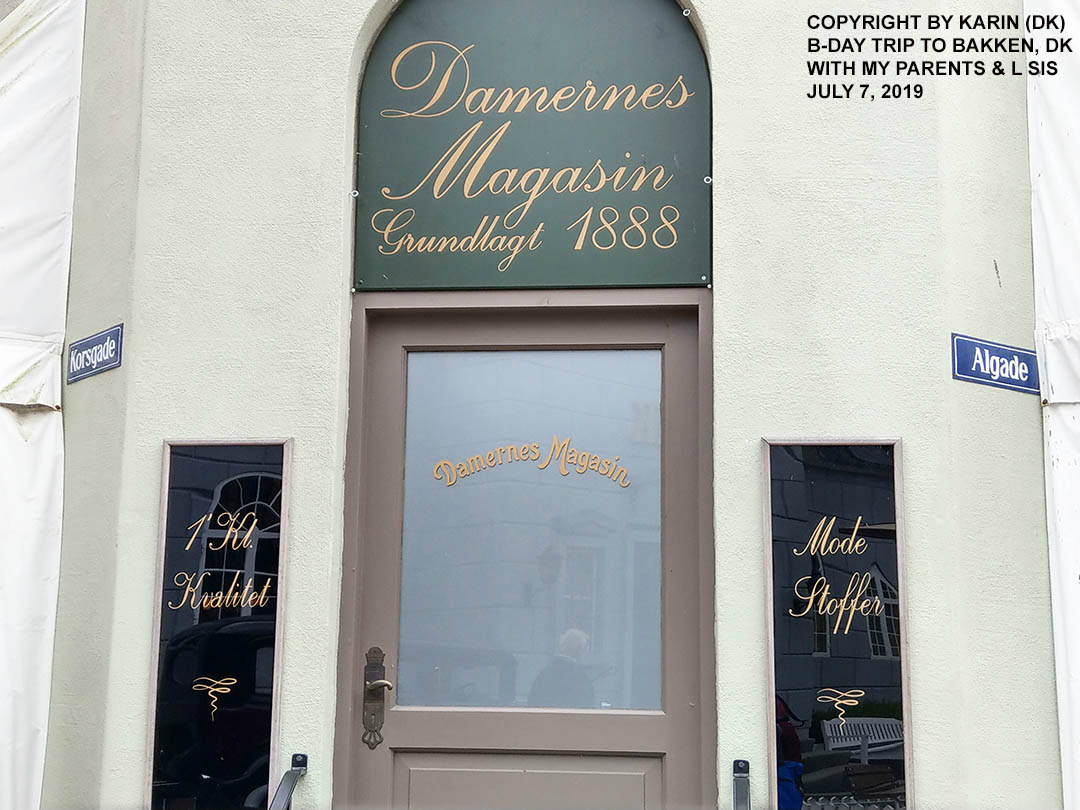 COPYRIGHT BY KARIN (DK)
B-DAY TRIP TO BAKKEN, DK
WITH MY PARENTS & L SIS
JULY 7, 2019
Damernes
Magasin
Grundlagt 1888
Korsgade
Algade
Damernes Magasin
1' Kl.
Kvalitet
Mode
Stoffer